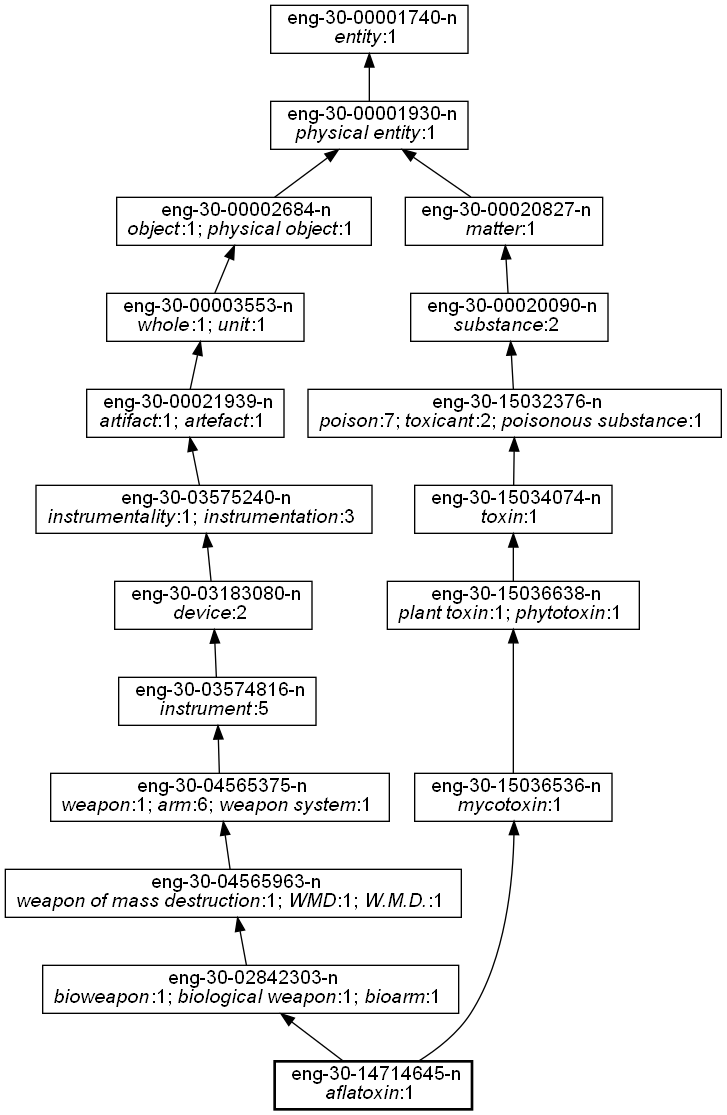 eng-30-00001740-n
entity:1
eng-30-00001930-n
physical entity:1
eng-30-00002684-n
object:1; physical object:1
eng-30-00020827-n
matter:1
eng-30-00003553-n
whole:1; unit:1
eng-30-00020090-n
substance:2
eng-30-00021939-n
artifact:1; artefact:1
eng-30-15032376-n
poison:7; toxicant:2; poisonous substance:1
eng-30-03575240-n
instrumentality:1; instrumentation:3
eng-30-15034074-n
toxin:1
eng-30-03183080-n
device:2
eng-30-15036638-n
plant toxin:1; phytotoxin:1
eng-30-03574816-n
instrument:5
eng-30-04565375-n
weapon:1; arm:6; weapon system:1
eng-30-15036536-n
mycotoxin:1
eng-30-04565963-n
weapon of mass destruction:1; WMD:1; W.M.D.:1
eng-30-02842303-n
bioweapon:1; biological weapon:1; bioarm:1
eng-30-14714645-n
aflatoxin:1